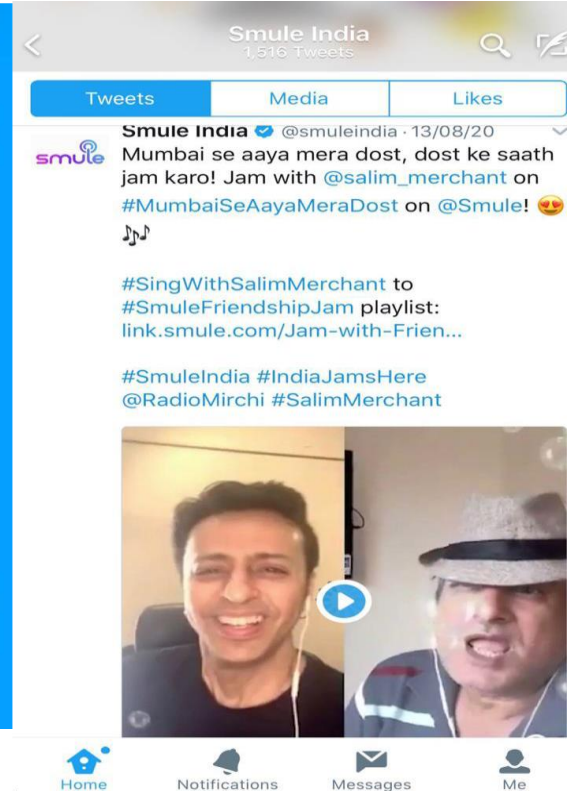 Smule India
1,516 Tweets
Tweets
Media
Likes
smule
Smule India @smuleindia · 13/08/20
Mumbai se aaya mera dost, dost ke saath
jam karo! Jam with @salim_merchant on
#MumbaiSeAayaMeraDost on @Smule! 😍
🎶
#SingWithSalimMerchant to
#SmuleFriendshipJam playlist:
link.smule.com/Jam-with-Frien...
#SmuleIndia #IndiaJamsHere
@RadioMirchi #SalimMerchant
Home
Notifications
Messages
Me